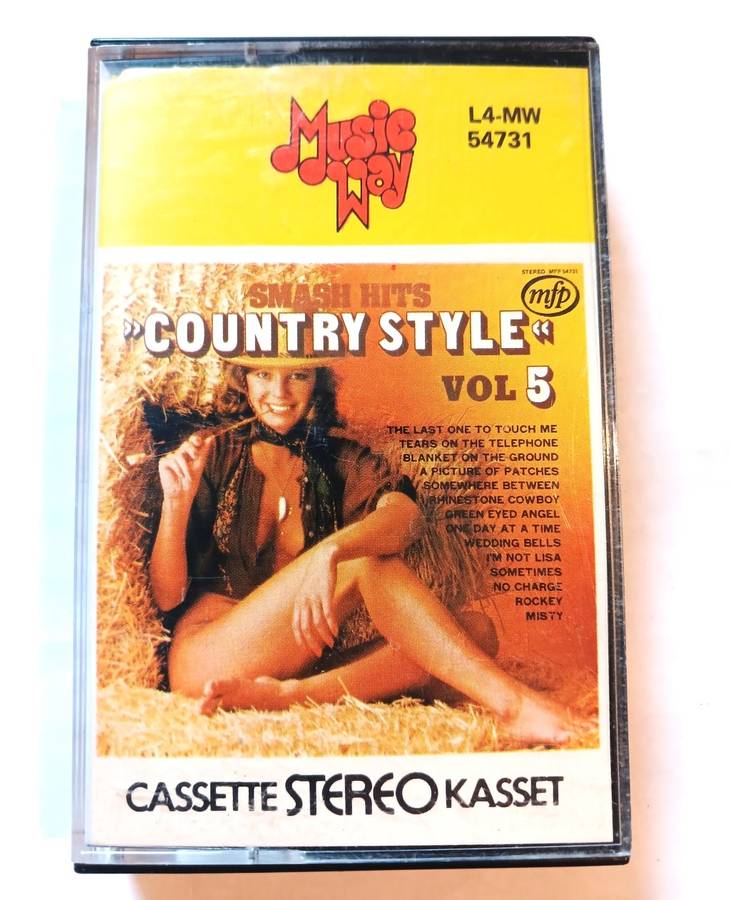 Music
Way
L4-MW
54731
STEREO MFP 54731
mfp
SMASH HITS
»COUNTRY STYLE«
VOL 5
THE LAST ONE TO TOUCH ME
TEARS ON THE TELEPHONE
BLANKET ON THE GROUND
A PICTURE OF PATCHES
SOMEWHERE BETWEEN
RHINESTONE COWBOY
GREEN EYED ANGEL
ONE DAY AT A TIME
WEDDING BELLS
I'M NOT LISA
SOMETIMES
NO CHARGE
ROCKEY
MISTY
CASSETTE STEREO KASSET